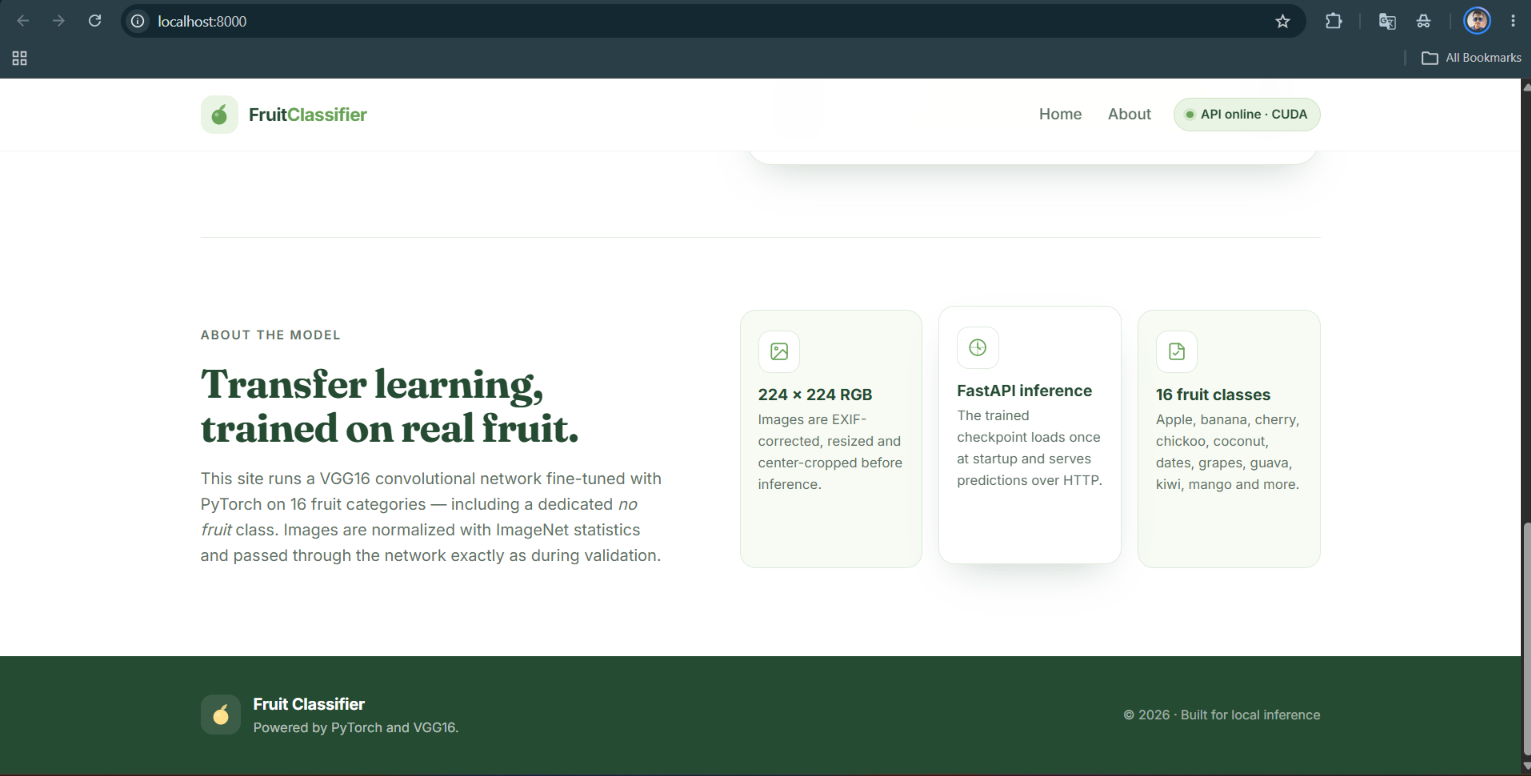 localhost:8000
All Bookmarks
FruitClassifier
Home
About
API online · CUDA
ABOUT THE MODEL
Transfer learning,
trained on real fruit.
This site runs a VGG16 convolutional network fine-tuned with
PyTorch on 16 fruit categories — including a dedicated no
fruit class. Images are normalized with ImageNet statistics
and passed through the network exactly as during validation.
224 × 224 RGB
Images are EXIF-
corrected, resized and
center-cropped before
inference.
FastAPI inference
The trained
checkpoint loads once
at startup and serves
predictions over HTTP.
16 fruit classes
Apple, banana, cherry,
chickoo, coconut,
dates, grapes, guava,
kiwi, mango and more.
Fruit Classifier
Powered by PyTorch and VGG16.
© 2026 · Built for local inference